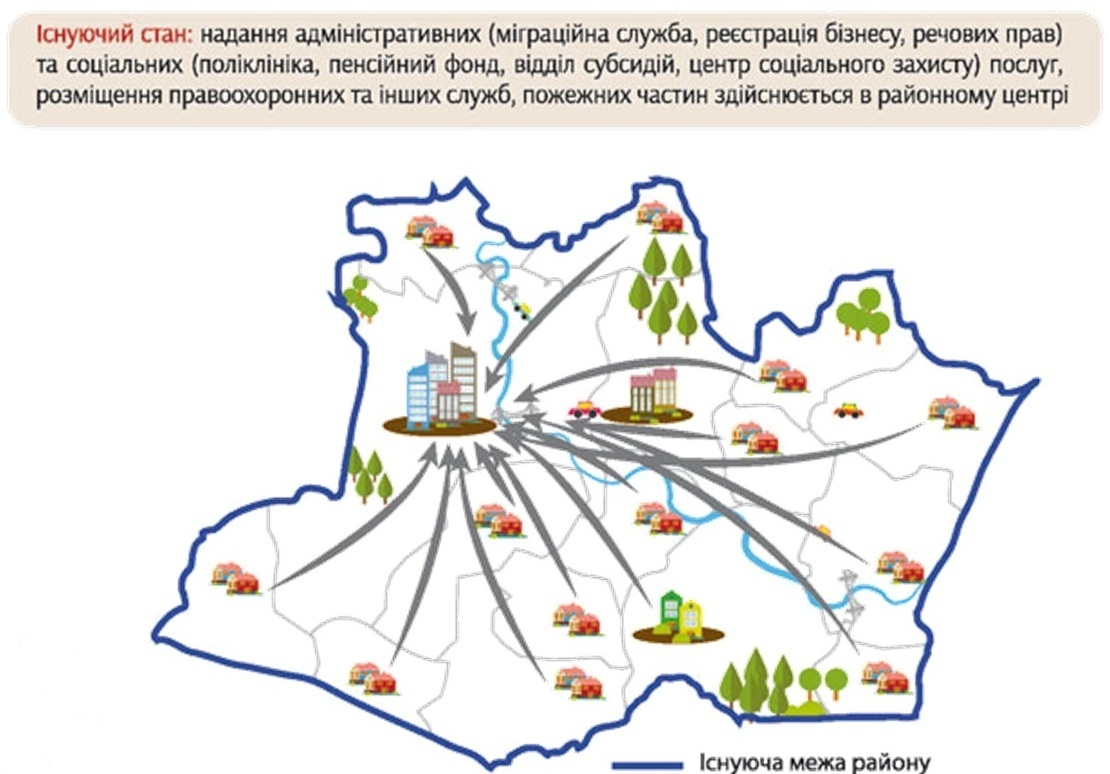 Існуючий стан: надання адміністративних (міграційна служба, реєстрація бізнесу, речових прав)
та соціальних (поліклініка, пенсійний фонд, відділ субсидій, центр соціального захисту) послуг,
розміщення правоохоронних та інших служб, пожежних частин здійснюється в районному центрі
Існуюча межа району